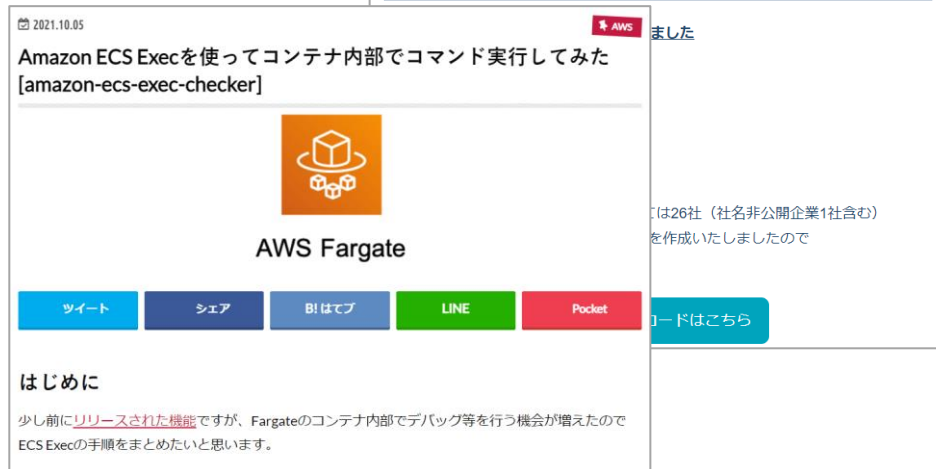 2021.10.05
AWS
Amazon ECS Execを使ってコンテナ内部でコマンド実行してみた
[amazon-ecs-exec-checker]
AWS Fargate
ツイート
シェア
B!はてブ
LINE
Pocket
はじめに
少し前にリリースされた機能ですが、Fargateのコンテナ内部でデバッグ等を行う機会が増えたので
ECS Execの手順をまとめたいと思います。
ました
ては26社（社名非公開企業1社含む）
を作成いたしましたので
ードはこちら